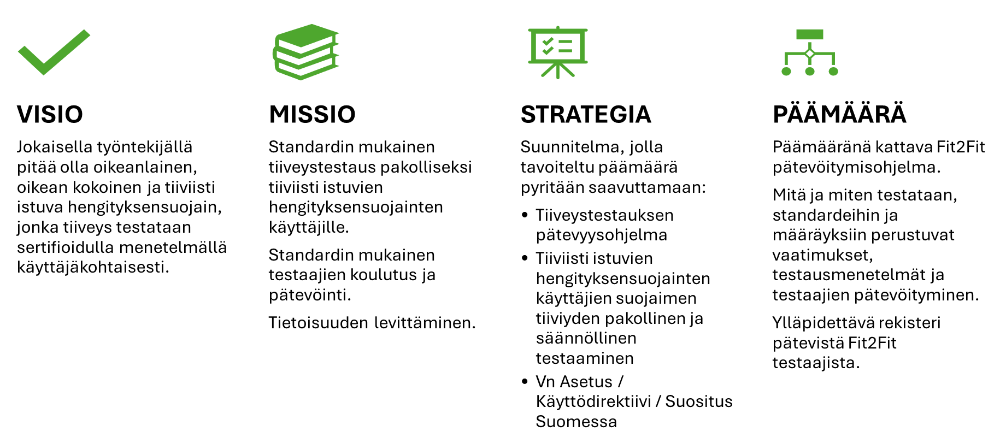 VISIO
Jokaisella työntekijällä
pitää olla oikeanlainen,
oikean kokoinen ja tiiviisti
istuva hengityksensuojain,
jonka tiiveys testataan
sertifioidulla menetelmällä
käyttäjäkohtaisesti.
MISSIO
Standardin mukainen
tiiveystestaus pakolliseksi
tiiviisti istuvien
hengityksensuojainten
käyttäjille.
Standardin mukainen
testaajien koulutus ja
pätevöinti.
Tietoisuuden levittäminen.
STRATEGIA
Suunnitelma, jolla
tavoiteltu päämäärä
pyritään saavuttamaan:
• Tiiveystestauksen
pätevyysohjelma
• Tiiviisti istuvien
hengityksensuojainten
käyttäjien suojaimen
tiiviyden pakollinen ja
säännöllinen
testaaminen
• Vn Asetus /
Käyttödirektiivi / Suositus
Suomessa
PÄÄMÄÄRÄ
Päämääränä kattava Fit2Fit
pätevöitymisohjelma.
Mitä ja miten testataan,
standardeihin ja
määräyksiin perustuvat
vaatimukset,
testausmenetelmät ja
testaajien pätevöityminen.
Ylläpidettävä rekisteri
pätevistä Fit2Fit
testaajista.